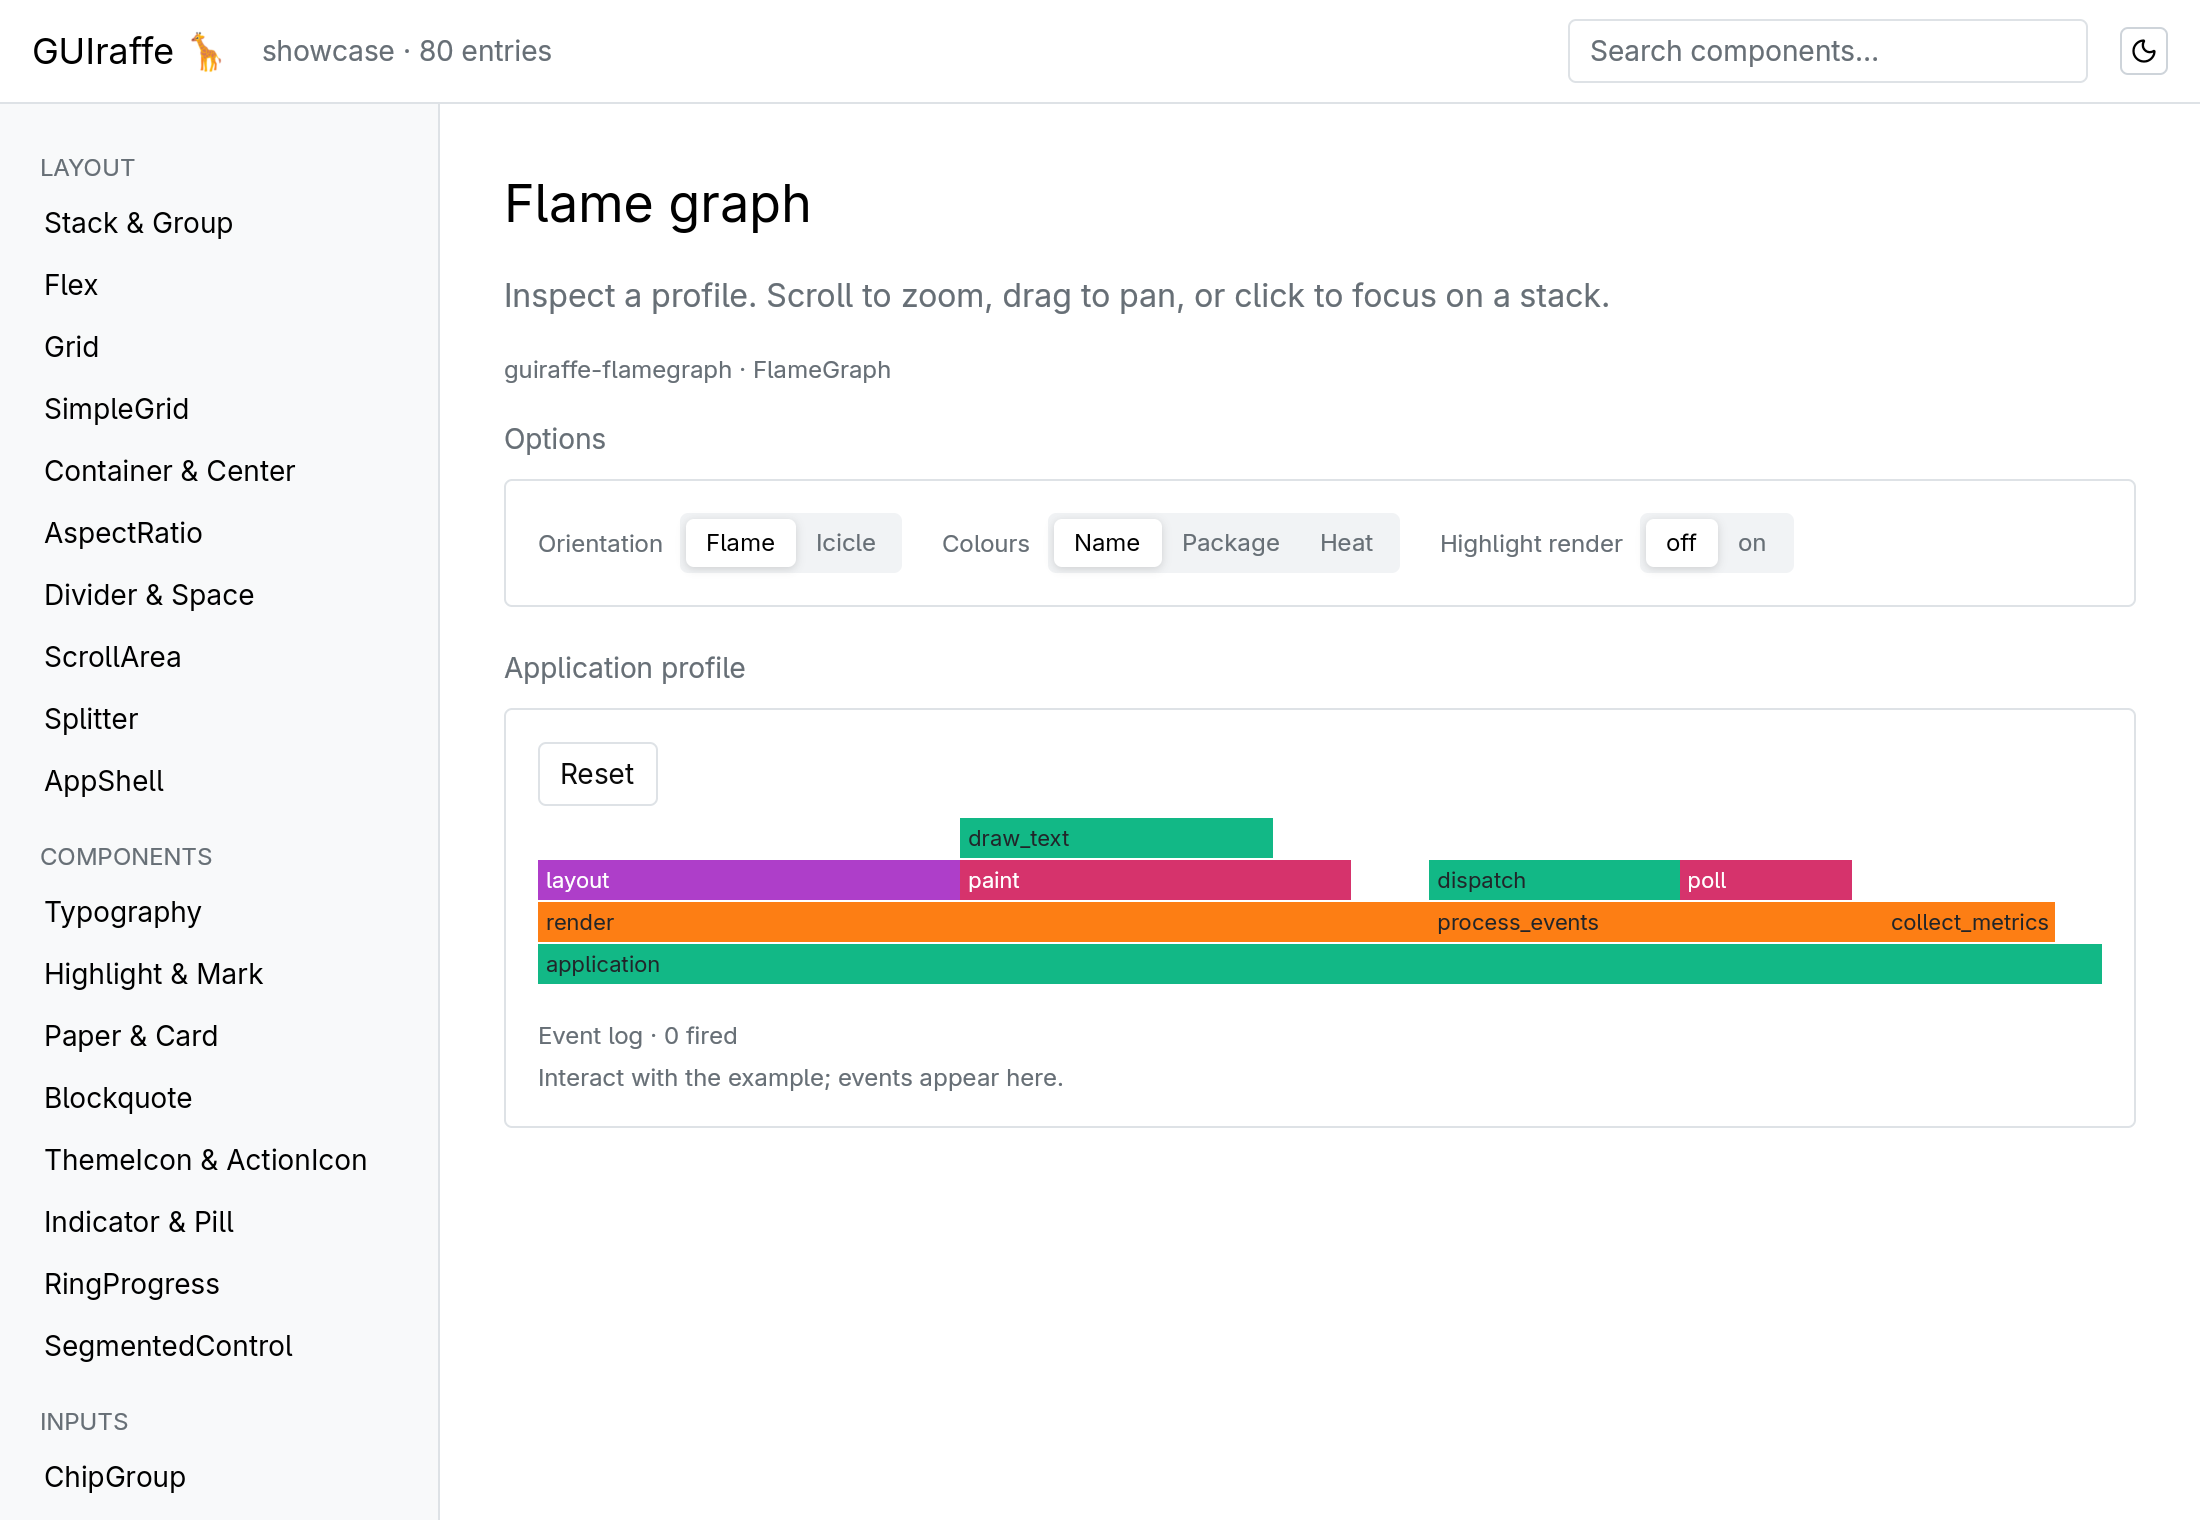 GUIraffe 🦒 showcase · 80 entries Search components...
LAYOUT
Stack & Group
Flex
Grid
SimpleGrid
Container & Center
AspectRatio
Divider & Space
ScrollArea
Splitter
AppShell
COMPONENTS
Typography
Highlight & Mark
Paper & Card
Blockquote
ThemeIcon & ActionIcon
Indicator & Pill
RingProgress
SegmentedControl
INPUTS
ChipGroup
Flame graph
Inspect a profile. Scroll to zoom, drag to pan, or click to focus on a stack.
guiraffe-flamegraph · FlameGraph
Options
Orientation Flame Icicle Colours Name Package Heat Highlight render off on
Application profile
Reset
draw_text
layout paint dispatch poll
render process_events collect_metrics
application
Event log · 0 fired
Interact with the example; events appear here.